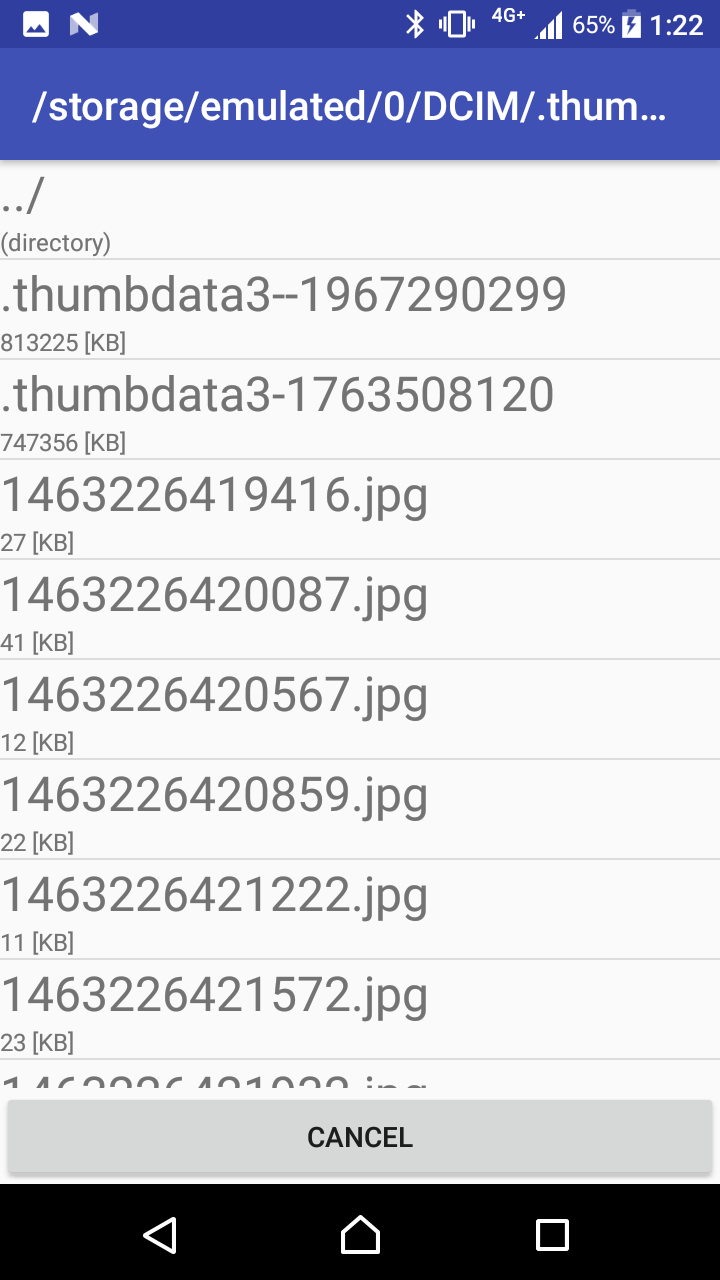 4G+ 65% 1:22
/storage/emulated/0/DCIM/.thum...
../
(directory)
.thumbdata3--1967290299
813225 [KB]
.thumbdata3-1763508120
747356 [KB]
1463226419416.jpg
27 [KB]
1463226420087.jpg
41 [KB]
1463226420567.jpg
12 [KB]
1463226420859.jpg
22 [KB]
1463226421222.jpg
11 [KB]
1463226421572.jpg
23 [KB]
CANCEL